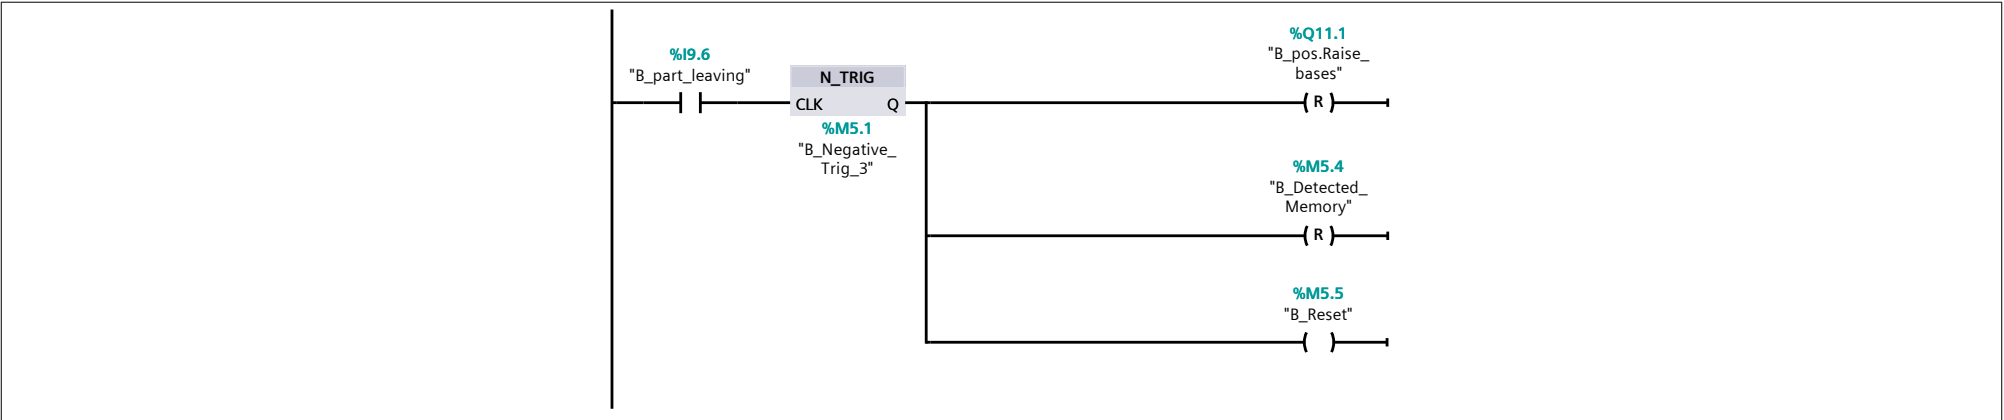 %I9.6
"B_part_leaving"
N_TRIG
CLK Q
%M5.1
"B_Negative_
Trig_3"
%Q11.1
"B_pos.Raise_
bases"
R
%M5.4
"B_Detected_
Memory"
R
%M5.5
"B_Reset"